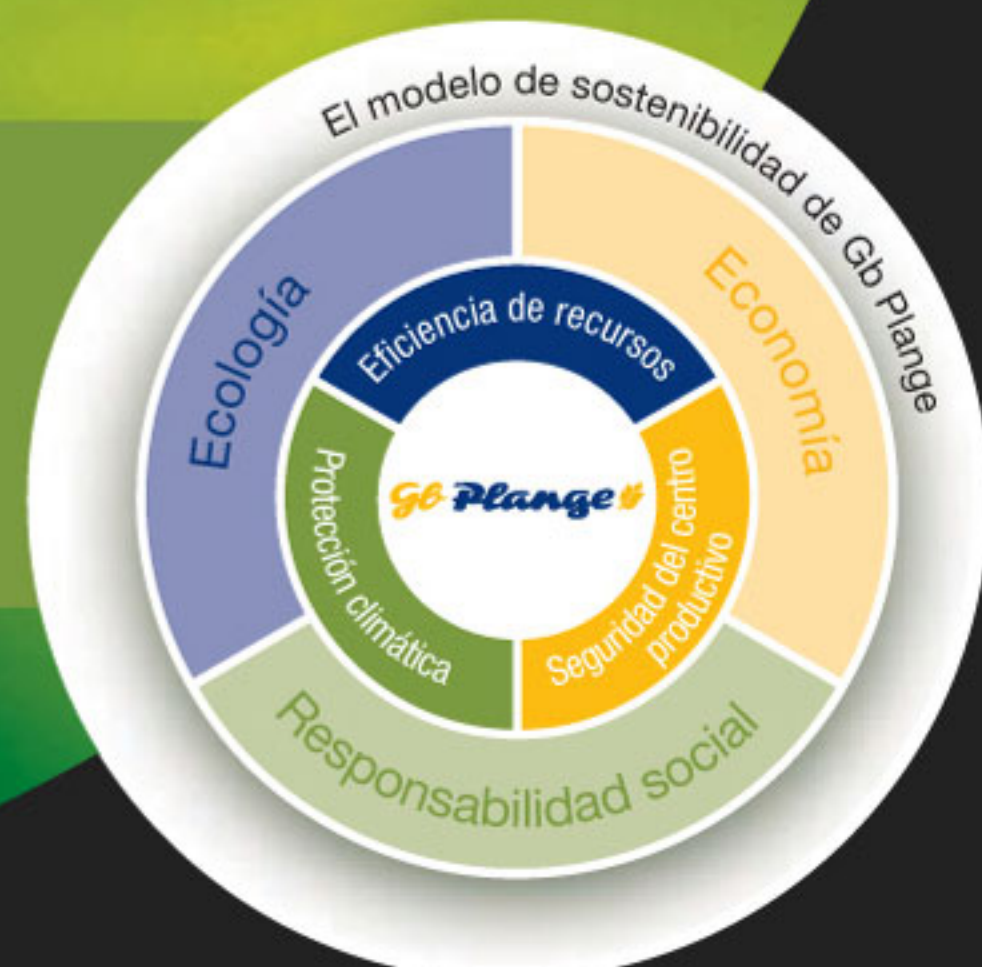 El modelo de sostenibilidad de Gb Plange
Ecología
Economía
Eficiencia de recursos
Protección climática
Gb Plange
Seguridad del centro
productivo
Responsabilidad social